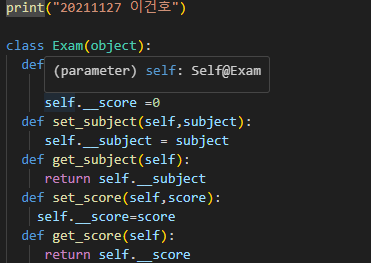 print("20211127 이건호")
class Exam(object):
def
(parameter) self: Self@Exam
self.__score =0
def set_subject(self,subject):
self.__subject = subject
def get_subject(self):
return self.__subject
def set_score(self,score):
self.__score=score
def get_score(self):
return self.__score